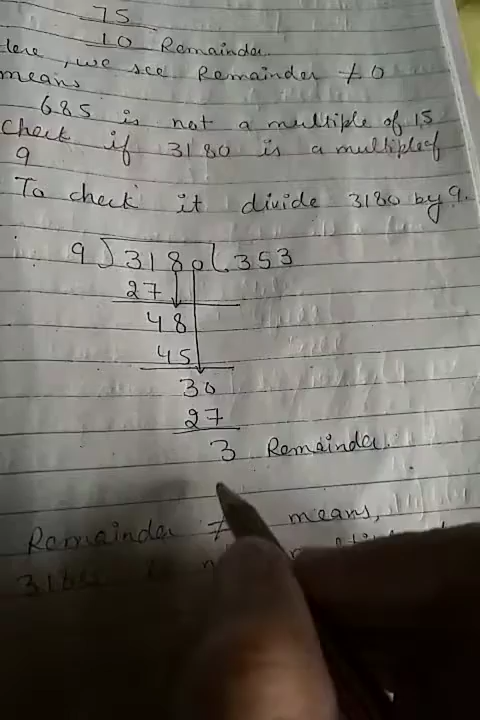 75
10 Remainder
Here, we see Remainder ≠ 0
means
685 is not a multiple of 15
Check if 3180 is a multiple of
9
To check it divide 3180 by 9.
9) 3180 ( 353
27
48
45
30
27
3 Remainder.
Remainder ≠ means,